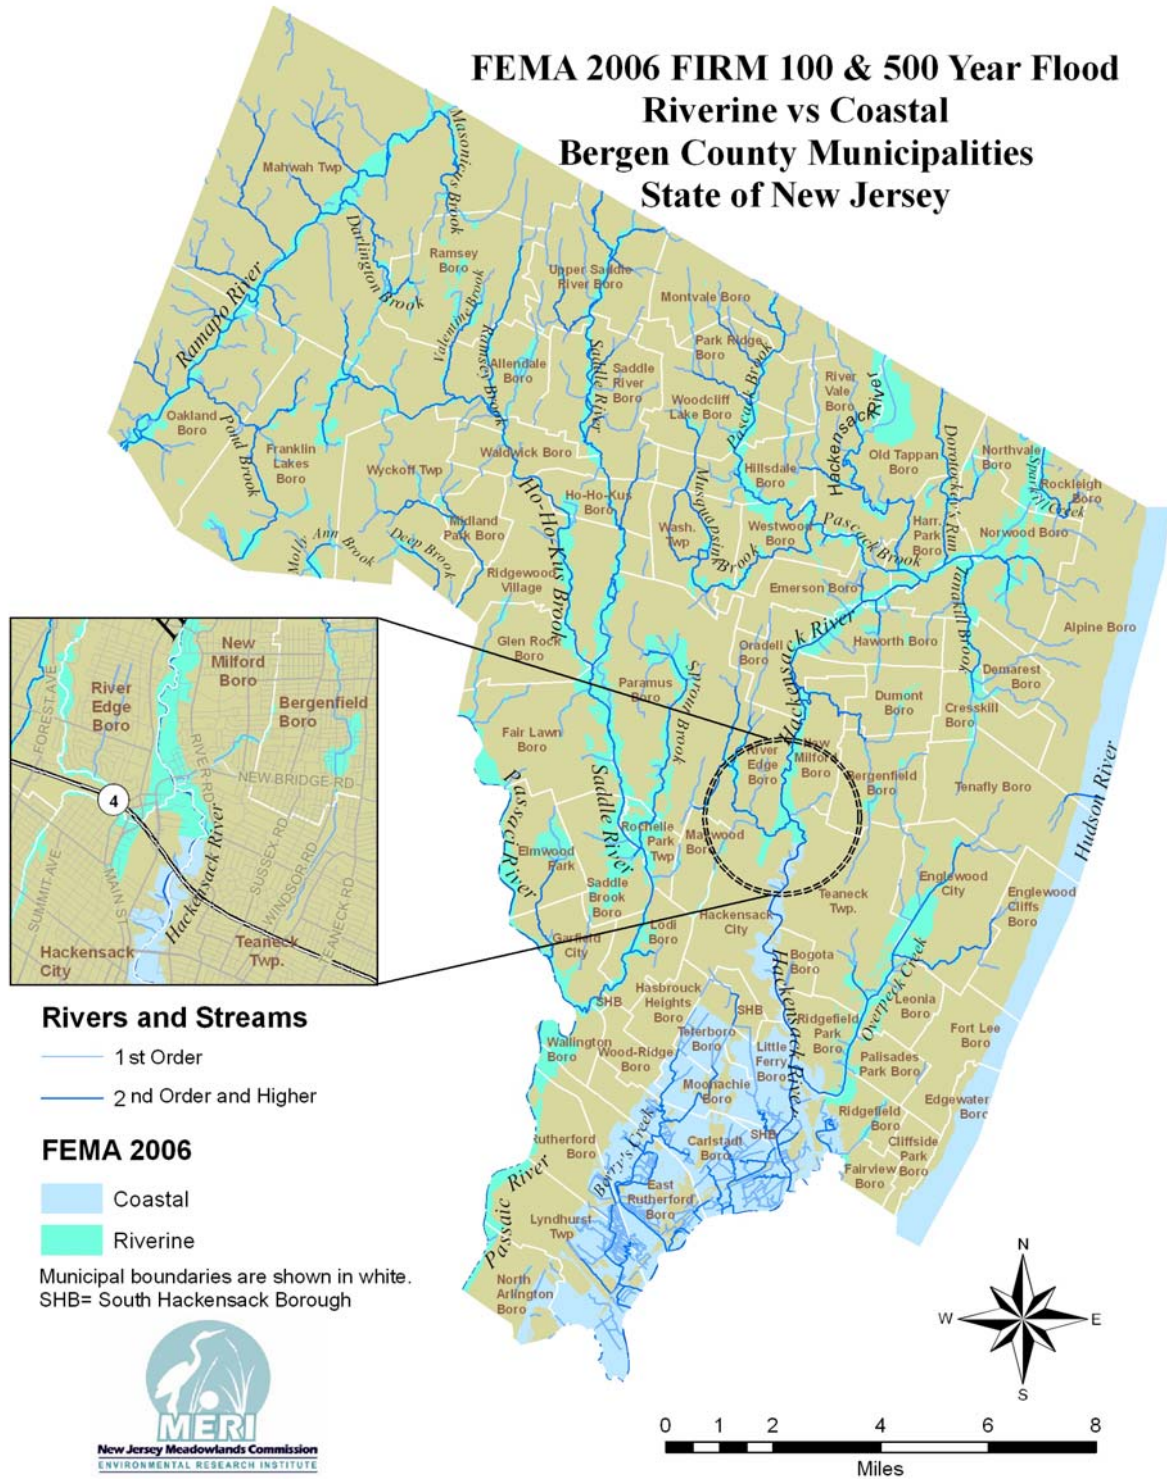 FEMA 2006 FIRM 100 & 500 Year Flood
Riverine vs Coastal
Bergen County Municipalities
State of New Jersey
Mahwah Twp
Masonicus Brook
Darlington Brook
Ramsey
Boro
Upper Saddle
River Boro
Montvale Boro
Ramapo River
Valentine Brook
Ramsey Brook
Allendale
Boro
Saddle River
Saddle
River
Boro
Park Ridge
Boro
Pascack Brook
Woodcliff
Lake Boro
River
Vale
Boro
Hackensack River
Oakland
Boro
Pond Brook
Franklin
Lakes
Boro
Wyckoff Twp
Waldwick Boro
Hillsdale
Boro
Old Tappan
Boro
Dorotockeys Run
Northvale
Boro
Sparkill Creek
Rockleigh
Boro
Ho-Ho-Kus
Boro
Ho-Ho-Kus Brook
Musquapsink Brook
Wash.
Twp
Westwood
Boro
Pascack Brook
Harr.
Park
Boro
Norwood Boro
Molly Ann Brook
Deep Brook
Midland
Park Boro
Ridgewood
Village
Emerson Boro
Tanakill Brook
Alpine Boro
Glen Rock
Boro
Oradell
Boro
Hackensack River
Haworth Boro
Demarest
Boro
Paramus
Boro
Sprout Brook
Dumont
Boro
Cresskill
Boro
Fair Lawn
Boro
River
Edge
Boro
New
Milford
Boro
Bergenfield
Boro
Tenafly Boro
Hudson River
Passaci River
Saddle River
Elmwood
Park
Rochelle
Park
Twp
Maywood
Boro
Saddle
Brook
Boro
Englewood
City
Englewood
Cliffs
Boro
Teaneck
Twp.
Hackensack
City
Lodi
Boro
Garfield
City
Bogota
Boro
Hackensack River
Overpeck Creek
Hasbrouck
Heights
Boro
SHB
SHB
Leonia
Boro
Ridgefield
Park
Boro
Fort Lee
Boro
Teterboro
Boro
Wallington
Boro
Wood-Ridge
Boro
Little
Ferry
Boro
Palisades
Park Boro
Moonachie
Boro
Edgewater
Boro
Ridgefield
Boro
Rutherford
Boro
Berry's Creek
Carlstadt
Boro
SHB
Cliffside
Park
Boro
Fairview
Boro
East
Rutherford
Boro
Passaic River
Lyndhurst
Twp
North
Arlington
Boro
New
Milford
Boro
River
Edge
Boro
Bergenfield
Boro
FOREST AVE
RIVER RD
NEW BRIDGE RD
4
Hackensack River
SUSSEX RD
WINDSOR RD
TEANECK RD
SUMMIT AVE
MAIN ST
Hackensack
City
Teaneck
Twp.
Rivers and Streams
1 st Order
2 nd Order and Higher
FEMA 2006
Coastal
Riverine
Municipal boundaries are shown in white.
SHB= South Hackensack Borough
MERI
New Jersey Meadowlands Commission
ENVIRONMENTAL RESEARCH INSTITUTE
N
W
E
S
0 1 2 4 6 8
Miles